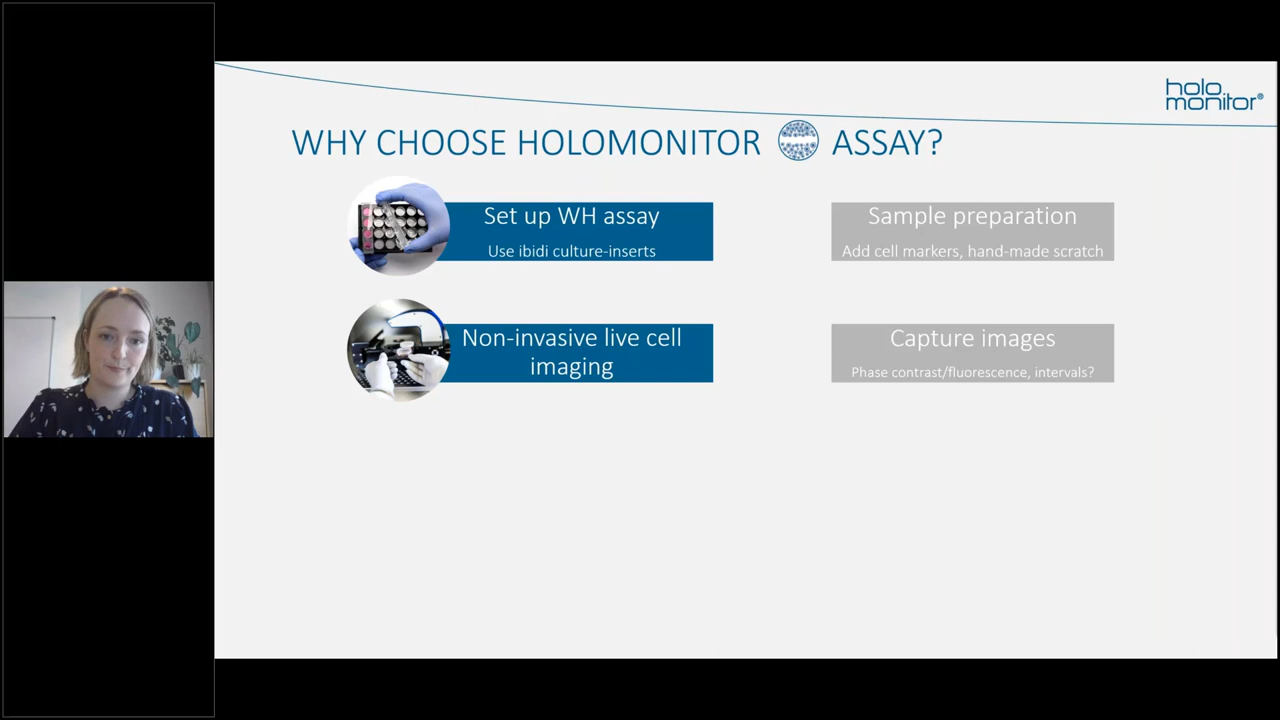 holo
monitor®
WHY CHOOSE HOLOMONITOR ASSAY?
Set up WH assay
Use ibidi culture-inserts
Sample preparation
Add cell markers, hand-made scratch
Non-invasive live cell
imaging
Capture images
Phase contrast/fluorescence, intervals?